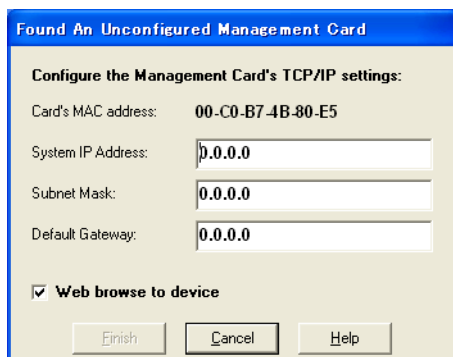 Found An Unconfigured Management Card
Configure the Management Card's TCP/IP settings:
Card's MAC address: 00-C0-B7-4B-80-E5
System IP Address: 0.0.0.0
Subnet Mask: 0.0.0.0
Default Gateway: 0.0.0.0
Web browse to device
Finish Cancel Help